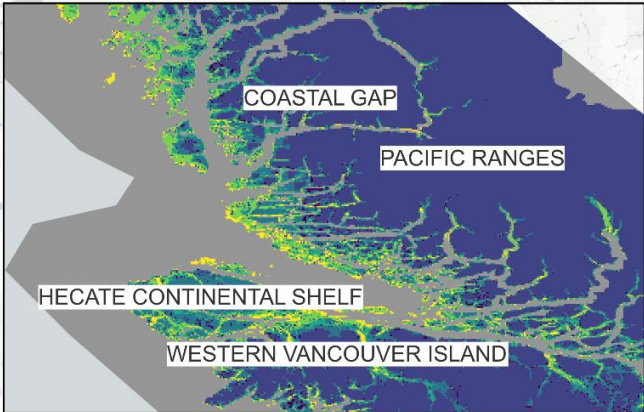 COASTAL GAP
PACIFIC RANGES
HECATE CONTINENTAL SHELF
WESTERN VANCOUVER ISLAND